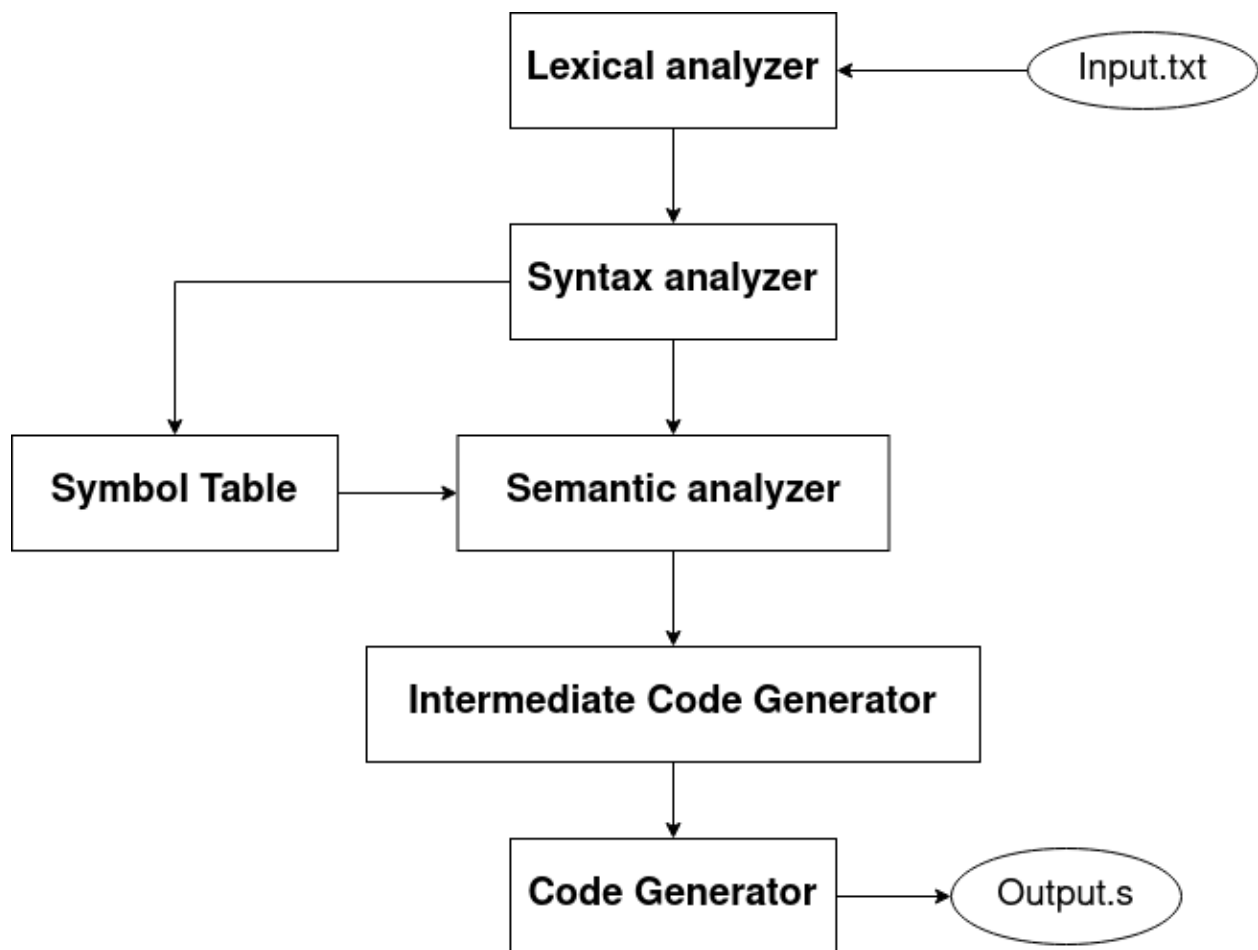 Lexical analyzer
Input.txt
Syntax analyzer
Symbol Table
Semantic analyzer
Intermediate Code Generator
Code Generator
Output.s